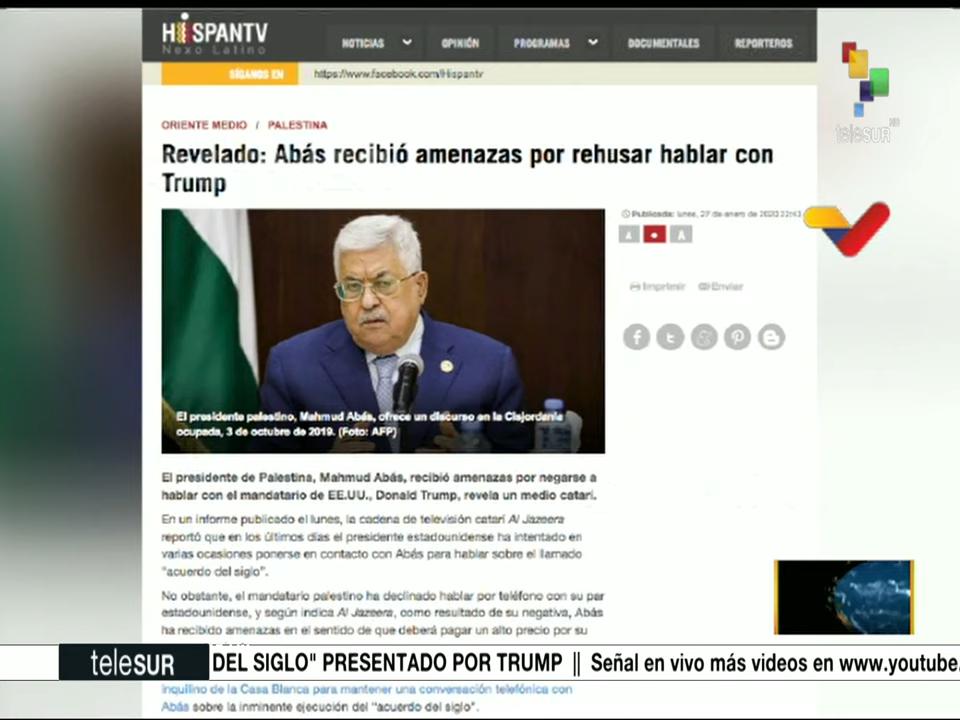 HISPANTV
Nexo Latino
NOTICIAS
OPINIÓN
PROGRAMAS
DOCUMENTALES
REPORTEROS
SÍGANOS EN
https://www.facebook.com/Hispantv
teleSUR HD
ORIENTE MEDIO / PALESTINA
Revelado: Abás recibió amenazas por rehusar hablar con
Trump
Publicada: lunes, 27 de enero de 2020 22:43
A
A
Imprimir
Enviar
El presidente palestino, Mahmud Abás, ofrece un discurso en la Cisjordania
ocupada, 3 de octubre de 2019. (Foto: AFP)
El presidente de Palestina, Mahmud Abás, recibió amenazas por negarse a
hablar con el mandatario de EE.UU., Donald Trump, revela un medio catarí.
En un informe publicado el lunes, la cadena de televisión catarí Al Jazeera
reportó que en los últimos días el presidente estadounidense ha intentado en
varias ocasiones ponerse en contacto con Abás para hablar sobre el llamado
"acuerdo del siglo".
No obstante, el mandatario palestino ha declinado hablar por teléfono con su par
estadounidense, y según indica Al Jazeera, como resultado de su negativa, Abás
ha recibido amenazas en el sentido de que deberá pagar un alto precio por su
teleSUR
DEL SIGLO" PRESENTADO POR TRUMP || Señal en vivo más videos en www.youtube.
inquilino de la Casa Blanca para mantener una conversación telefónica con
Abás sobre la inminente ejecución del "acuerdo del siglo".